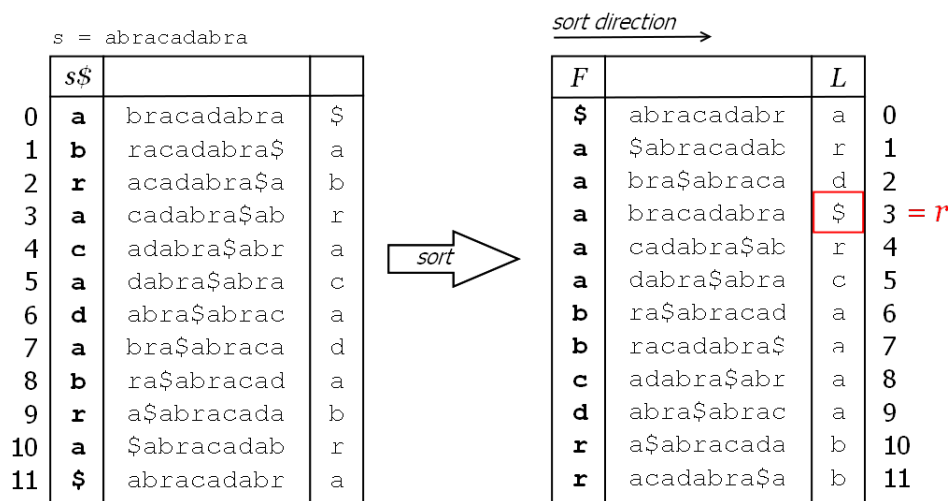 s = abracadabra
s$
0 a bracadabra $
1 b racadabra$ a
2 r acadabra$a b
3 a cadabra$ab r
4 c adabra$abr a
5 a dabra$abra c
6 d abra$abrac a
7 a bra$abraca d
8 b ra$abracad a
9 r a$abracada b
10 a $abracadab r
11 $ abracadabr a
sort
sort direction
F L
$ abracadabr a 0
a $abracadab r 1
a bra$abraca d 2
a bracadabra $ 3 = r
a cadabra$ab r 4
a dabra$abra c 5
b ra$abracad a 6
b racadabra$ a 7
c adabra$abr a 8
d abra$abrac a 9
r a$abracada b 10
r acadabra$a b 11